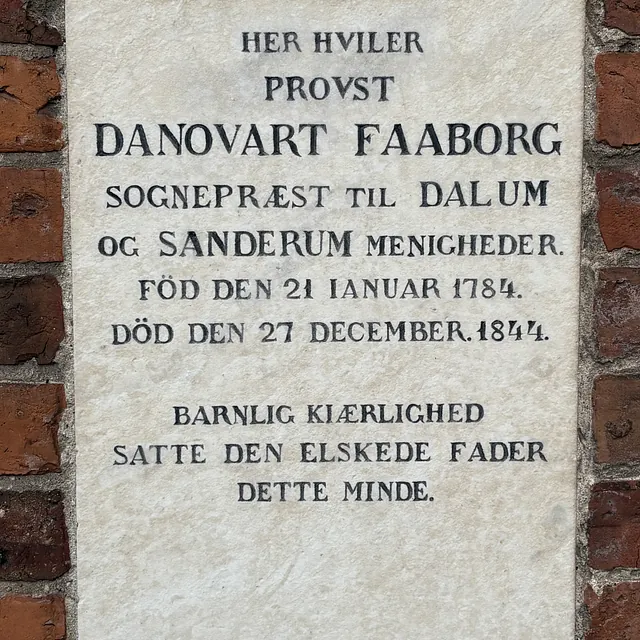 HER HVILER
PROVST
DANOVART FAABORG
SOGNEPRÆST TIL DALUM
OG SANDERUM MENIGHEDER.
FÖD DEN 21 IANUAR 1784.
DÖD DEN 27 DECEMBER. 1844.
BARNLIG KIÆRLIGHED
SATTE DEN ELSKEDE FADER
DETTE MINDE.